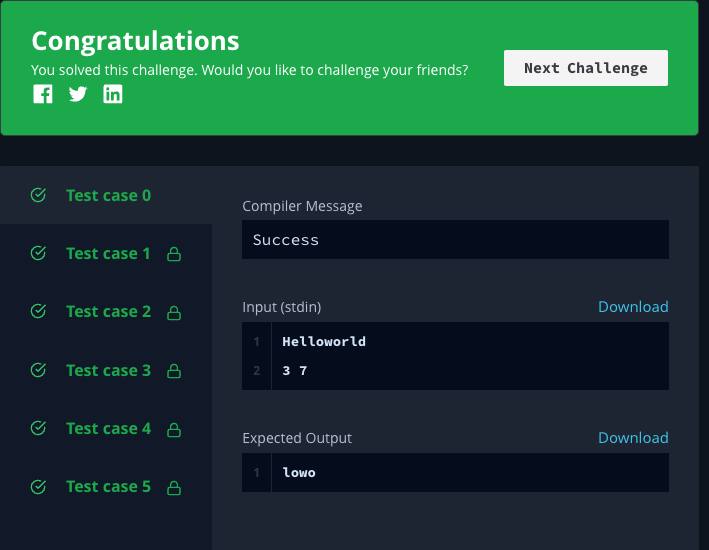 Congratulations
You solved this challenge. Would you like to challenge your friends?
Next Challenge
Test case 0
Test case 1
Test case 2
Test case 3
Test case 4
Test case 5
Compiler Message
Success
Input (stdin)
Download
1 Helloworld
2 3 7
Expected Output
Download
1 lowo